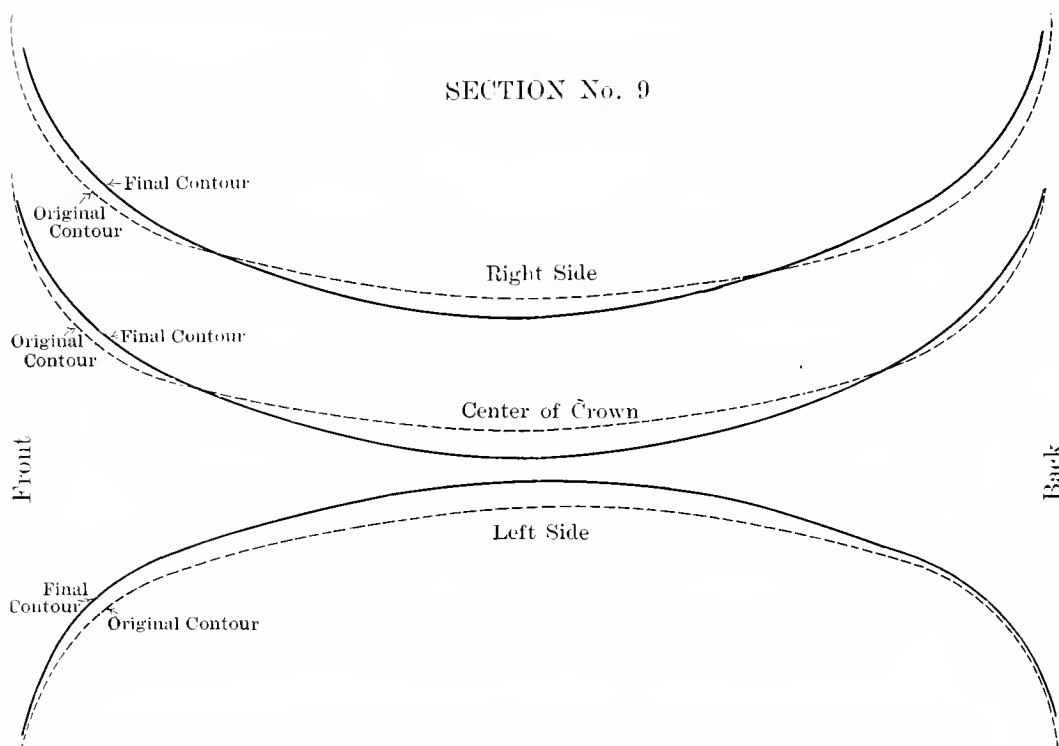 SECTION No. 9
Final Contour
Original
Contour
Right Side
Final Contour
Original
Contour
Center of Crown
Front
Back
Left Side
Final
Contour
Original Contour